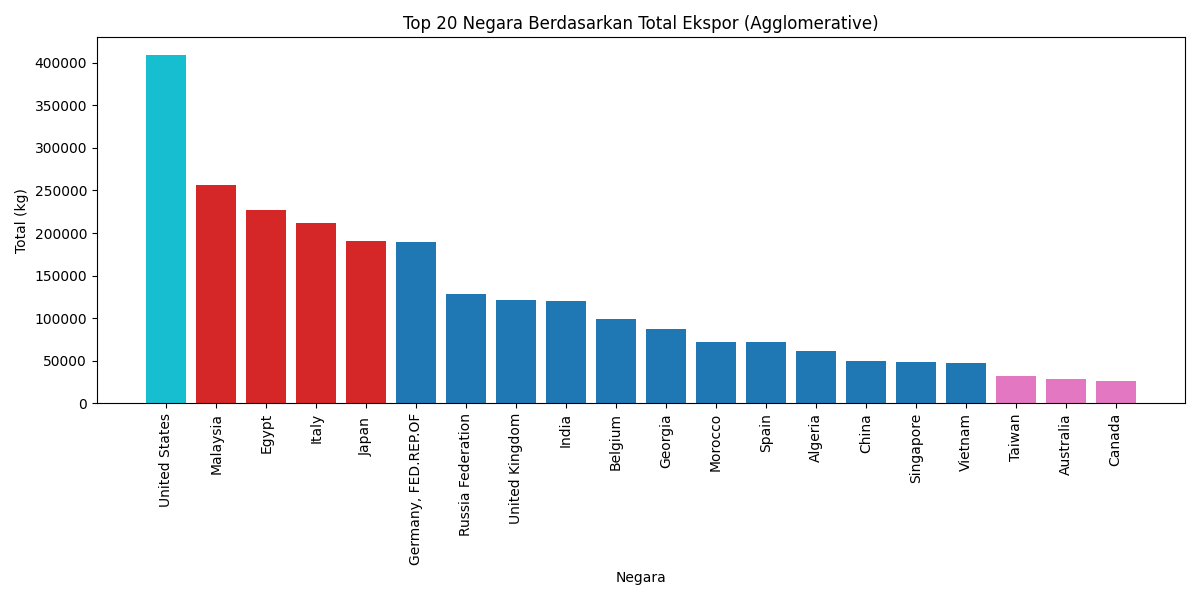 Top 20 Negara Berdasarkan Total Ekspor (Agglomerative)
Total (kg)
400000
350000
300000
250000
200000
150000
100000
50000
0
United States
Malaysia
Egypt
Italy
Japan
Germany, FED.REP.OF
Russia Federation
United Kingdom
India
Belgium
Georgia
Morocco
Spain
Algeria
China
Singapore
Vietnam
Taiwan
Australia
Canada
Negara